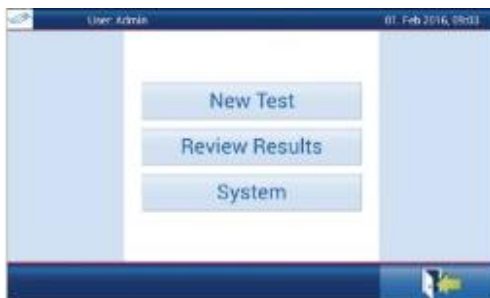 User: Admin
01. Feb 2016, 09:03
New Test
Review Results
System